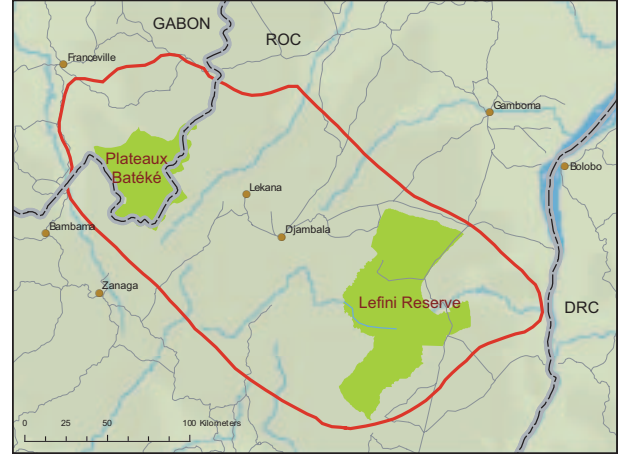 GABON
ROC
Franceville
Gamboma
Plateaux
Batéké
Bolobo
Lekana
Bambama
Djambala
Zanaga
Lefini Reserve
DRC
0 25 50 100 Kilometers